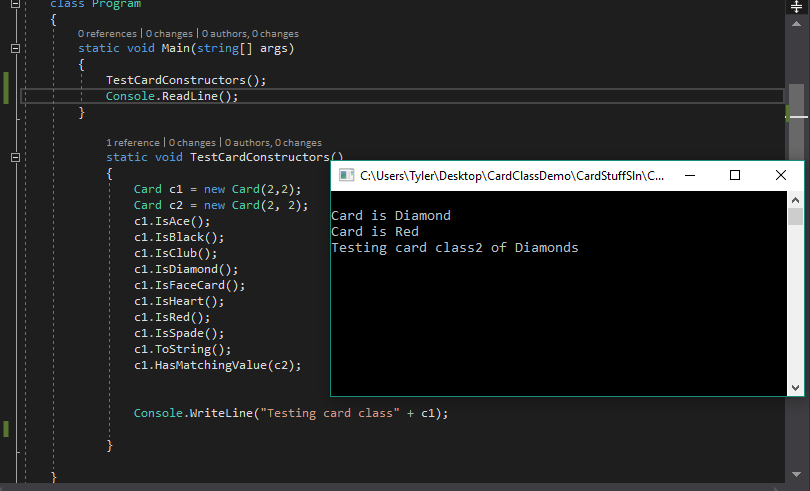 class Program
{
0 references | 0 changes | 0 authors, 0 changes
static void Main(string[] args)
{
TestCardConstructors();
Console.ReadLine();
}
1 reference | 0 changes | 0 authors, 0 changes
static void TestCardConstructors()
{
Card c1 = new Card(2,2);
Card c2 = new Card(2, 2);
c1.IsAce();
c1.IsBlack();
c1.IsClub();
c1.IsDiamond();
c1.IsFaceCard();
c1.IsHeart();
c1.IsRed();
c1.IsSpade();
c1.ToString();
c1.HasMatchingValue(c2);
Console.WriteLine("Testing card class" + c1);
}
}
C:\Users\Tyler\Desktop\CardClassDemo\CardStuffSln\C...
Card is Diamond
Card is Red
Testing card class2 of Diamonds